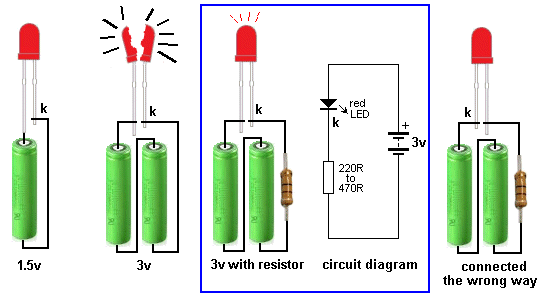 k
1.5v
k
3v
k
3v with resistor
red
LED
k
+
3v
220R
to
470R
circuit diagram
k
connected
the wrong way